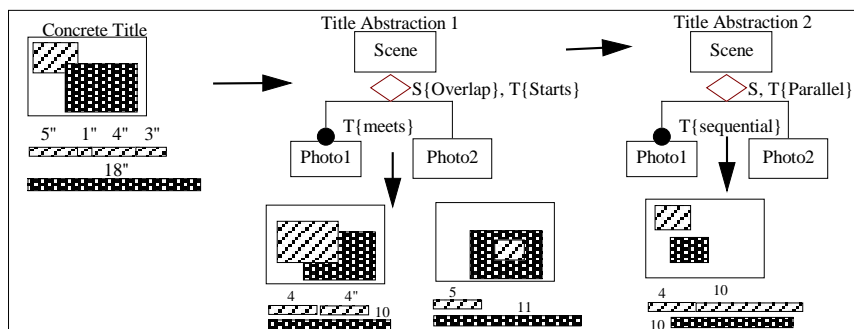 Concrete Title
5" 1" 4" 3"
18"
Title Abstraction 1
Scene
S{Overlap}, T{Starts}
T{meets}
Photo1
Photo2
4 4"
10
5
11
Title Abstraction 2
Scene
S, T{Parallel}
T{sequential}
Photo1
Photo2
4 10
10